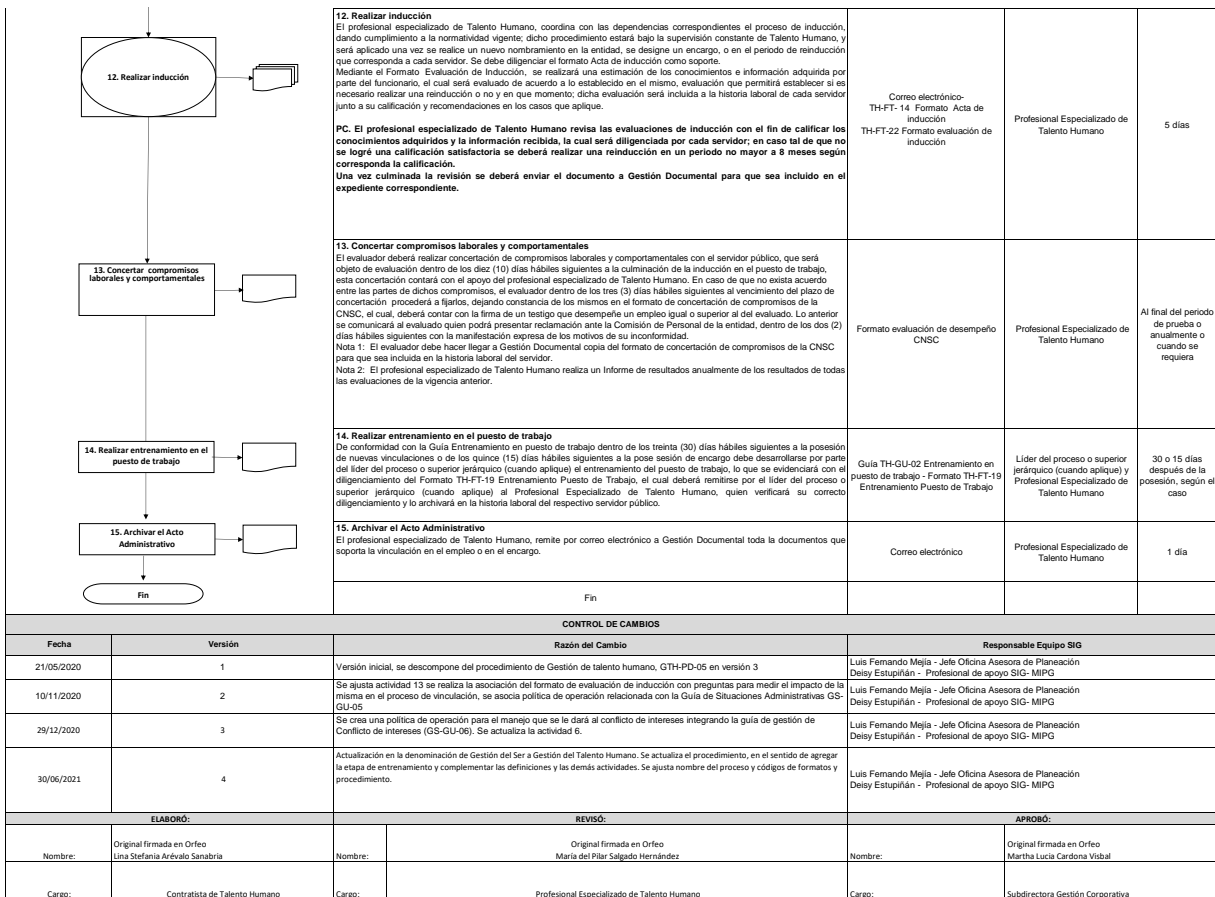 12. Realizar inducción
12. Realizar inducción
El profesional especializado de Talento Humano, coordina con las dependencias correspondientes el proceso de inducción,
dando cumplimiento a la normatividad vigente; dicho procedimiento estará bajo la supervisión constante de Talento Humano, y
será aplicado una vez se realice un nuevo nombramiento en la entidad, se designe un encargo, o en el periodo de reinducción
que corresponda a cada servidor. Se debe diligenciar el formato Acta de inducción como soporte.
Mediante el Formato Evaluación de Inducción, se realizará una estimación de los conocimientos e información adquirida por
parte del funcionario, el cual será evaluado de acuerdo a lo establecido en el mismo, evaluación que permitirá establecer si es
necesario realizar una reinducción o no y en que momento; dicha evaluación será incluida a la historia laboral de cada servidor
junto a su calificación y recomendaciones en los casos que aplique.
PC. El profesional especializado de Talento Humano revisa las evaluaciones de inducción con el fin de calificar los
conocimientos adquiridos y la información recibida, la cual será diligenciada por cada servidor; en caso tal de que no
se logré una calificación satisfactoria se deberá realizar una reinducción en un periodo no mayor a 8 meses según
corresponda la calificación.
Una vez culminada la revisión se deberá enviar el documento a Gestión Documental para que sea incluido en el
expediente correspondiente.
Correo electrónico-
TH-FT- 14 Formato Acta de
inducción
TH-FT-22 Formato evaluación de
inducción
Profesional Especializado de
Talento Humano
5 días
13. Concertar compromisos
laborales y comportamentales
13. Concertar compromisos laborales y comportamentales
El evaluador deberá realizar concertación de compromisos laborales y comportamentales con el servidor público, que será
objeto de evaluación dentro de los diez (10) días hábiles siguientes a la culminación de la inducción en el puesto de trabajo,
esta concertación contará con el apoyo del profesional especializado de Talento Humano. En caso de que no exista acuerdo
entre las partes de dichos compromisos, el evaluador dentro de los tres (3) días hábiles siguientes al vencimiento del plazo de
concertación procederá a fijarlos, dejando constancia de los mismos en el formato de concertación de compromisos de la
CNSC, el cual, deberá contar con la firma de un testigo que desempeñe un empleo igual o superior al del evaluado. Lo anterior
se comunicará al evaluado quien podrá presentar reclamación ante la Comisión de Personal de la entidad, dentro de los dos (2)
días hábiles siguientes con la manifestación expresa de los motivos de su inconformidad.
Nota 1: El evaluador debe hacer llegar a Gestión Documental copia del formato de concertación de compromisos de la CNSC
para que sea incluida en la historia laboral del servidor.
Nota 2: El profesional especializado de Talento Humano realiza un Informe de resultados anualmente de los resultados de todas
las evaluaciones de la vigencia anterior.
Formato evaluación de desempeño
CNSC
Profesional Especializado de
Talento Humano
Al final del periodo
de prueba o
anualmente o
cuando se
requiera
14. Realizar entrenamiento en el
puesto de trabajo
14. Realizar entrenamiento en el puesto de trabajo
De conformidad con la Guía Entrenamiento en puesto de trabajo dentro de los treinta (30) días hábiles siguientes a la posesión
de nuevas vinculaciones o de los quince (15) días hábiles siguientes a la pose sesión de encargo debe desarrollarse por parte
del líder del proceso o superior jerárquico (cuando aplique) el entrenamiento del puesto de trabajo, lo que se evidenciará con el
diligenciamiento del Formato TH-FT-19 Entrenamiento Puesto de Trabajo, el cual deberá remitirse por el líder del proceso o
superior jerárquico (cuando aplique) al Profesional Especializado de Talento Humano, quien verificará su correcto
diligenciamiento y lo archivará en la historia laboral del respectivo servidor público.
Guía TH-GU-02 Entrenamiento en
puesto de trabajo - Formato TH-FT-19
Entrenamiento Puesto de Trabajo
Líder del proceso o superior
jerárquico (cuando aplique) y
Profesional Especializado de
Talento Humano
30 o 15 días
después de la
posesión, según el
caso
15. Archivar el Acto
Administrativo
15. Archivar el Acto Administrativo
El profesional especializado de Talento Humano, remite por correo electrónico a Gestión Documental toda la documentos que
soporta la vinculación en el empleo o en el encargo.
Correo electrónico
Profesional Especializado de
Talento Humano
1 día
Fin
Fin
CONTROL DE CAMBIOS
Fecha Versión Razón del Cambio Responsable Equipo SIG
21/05/2020 1 Versión inicial, se descompone del procedimiento de Gestión de talento humano, GTH-PD-05 en versión 3
Luis Fernando Mejía - Jefe Oficina Asesora de Planeación
Deisy Estupiñán - Profesional de apoyo SIG- MIPG
10/11/2020 2
Se ajusta actividad 13 se realiza la asociación del formato de evaluación de inducción con preguntas para medir el impacto de la
misma en el proceso de vinculación, se asocia política de operación relacionada con la Guía de Situaciones Administrativas GS-
GU-05
Luis Fernando Mejía - Jefe Oficina Asesora de Planeación
Deisy Estupiñán - Profesional de apoyo SIG- MIPG
29/12/2020 3
Se crea una política de operación para el manejo que se le dará al conflicto de intereses integrando la guía de gestión de
Conflicto de intereses (GS-GU-06). Se actualiza la actividad 6.
Luis Fernando Mejía - Jefe Oficina Asesora de Planeación
Deisy Estupiñán - Profesional de apoyo SIG- MIPG
30/06/2021 4
Actualización en la denominación de Gestión del Ser a Gestión del Talento Humano. Se actualiza el procedimiento, en el sentido de agregar
la etapa de entrenamiento y complementar las definiciones y las demás actividades. Se ajusta nombre del proceso y códigos de formatos y
procedimiento.
Luis Fernando Mejía - Jefe Oficina Asesora de Planeación
Deisy Estupiñán - Profesional de apoyo SIG- MIPG
ELABORÓ: REVISÓ: APROBÓ:
Nombre:
Original firmada en Orfeo
Lina Stefania Arévalo Sanabria
Nombre:
Original firmada en Orfeo
María del Pilar Salgado Hernández
Nombre:
Original firmada en Orfeo
Martha Lucía Cardona Visbal
Cargo: Contratista de Talento Humano Cargo: Profesional Especializado de Talento Humano Cargo: Subdirectora Gestión Corporativa